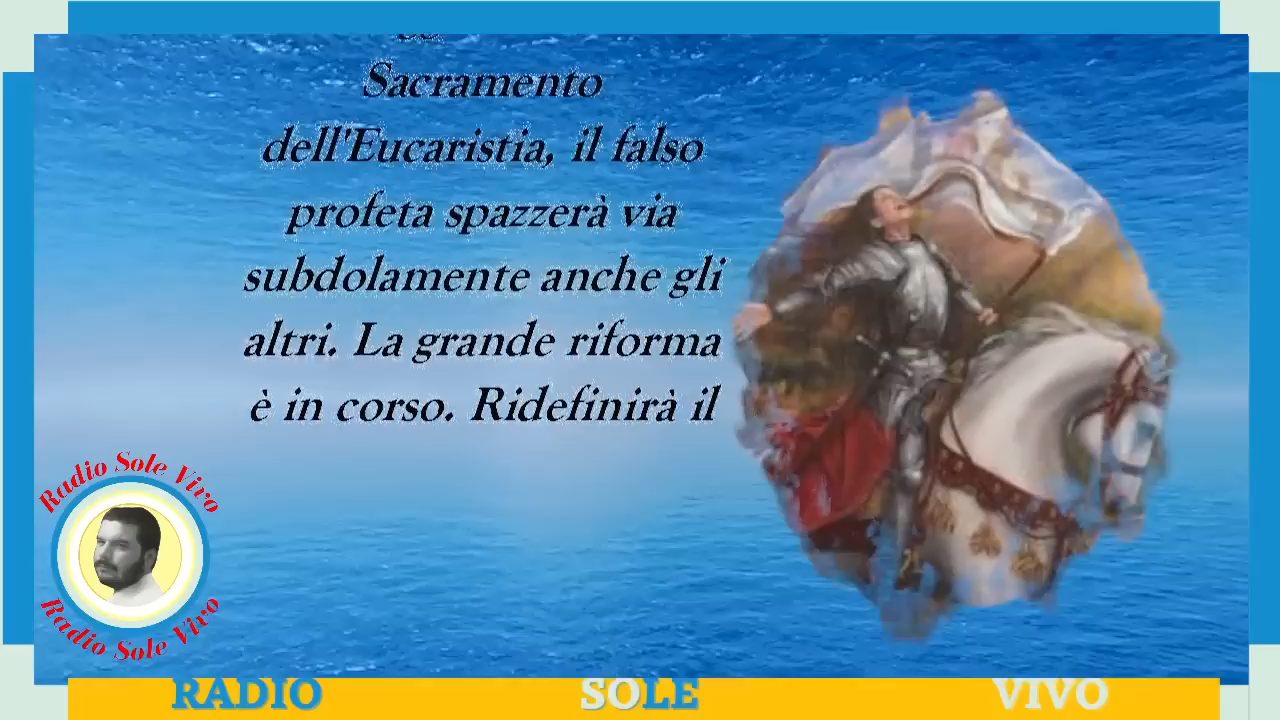 Sacramento
dell'Eucaristia, il falso
profeta spazzerà via
subdolamente anche gli
altri. La grande riforma
è in corso. Ridefinirà il
Radio Sole Vivo
Radio Sole Vivo
RADIO SOLE VIVO